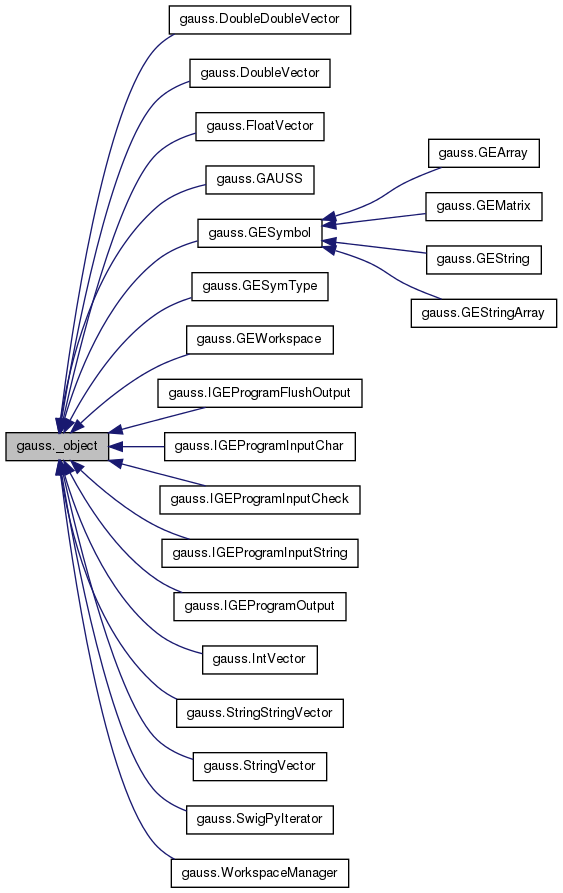 gauss.DoubleDoubleVector
gauss.DoubleVector
gauss.FloatVector
gauss.GEArray
gauss.GAUSS
gauss.GEMatrix
gauss.GESymbol
gauss.GEString
gauss.GESymType
gauss.GEStringArray
gauss.GEWorkspace
gauss.IGEProgramFlushOutput
gauss._object
gauss.IGEProgramInputChar
gauss.IGEProgramInputCheck
gauss.IGEProgramInputString
gauss.IGEProgramOutput
gauss.IntVector
gauss.StringStringVector
gauss.StringVector
gauss.SwigPyIterator
gauss.WorkspaceManager